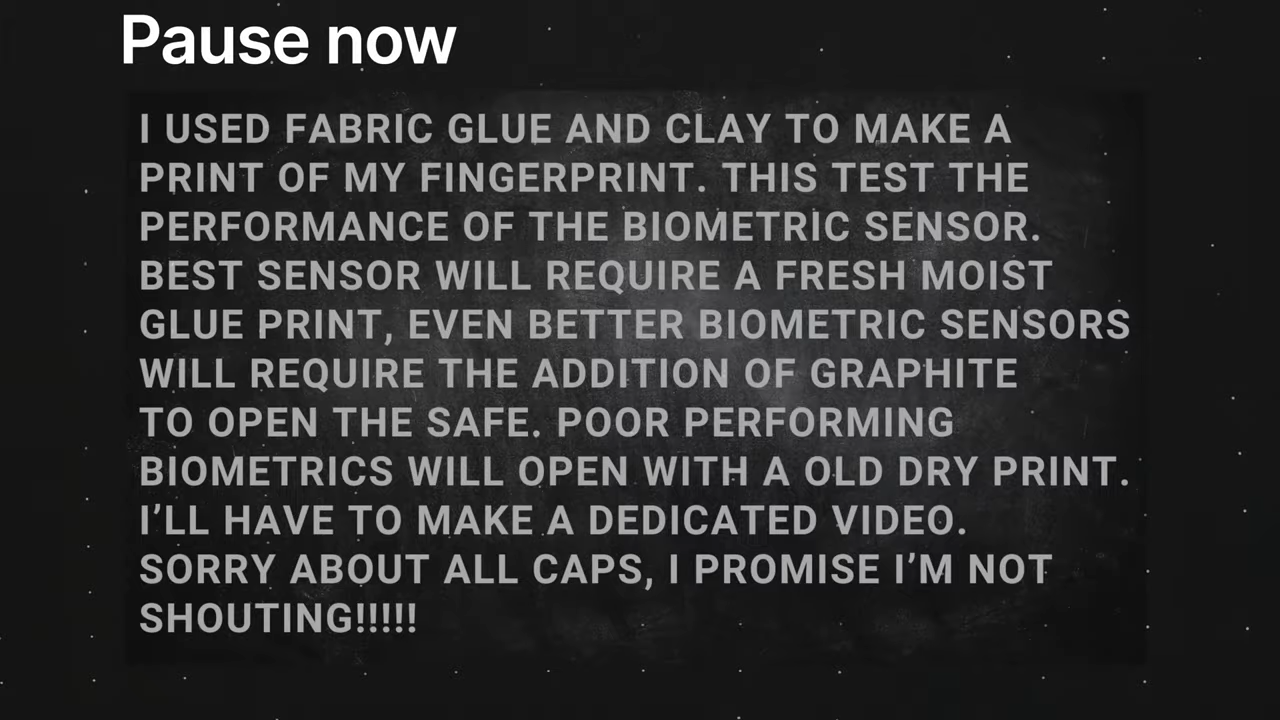 Pause now
I USED FABRIC GLUE AND CLAY TO MAKE A
PRINT OF MY FINGERPRINT. THIS TEST THE
PERFORMANCE OF THE BIOMETRIC SENSOR.
BEST SENSOR WILL REQUIRE A FRESH MOIST
GLUE PRINT, EVEN BETTER BIOMETRIC SENSORS
WILL REQUIRE THE ADDITION OF GRAPHITE
TO OPEN THE SAFE. POOR PERFORMING
BIOMETRICS WILL OPEN WITH A OLD DRY PRINT.
I’LL HAVE TO MAKE A DEDICATED VIDEO.
SORRY ABOUT ALL CAPS, I PROMISE I’M NOT
SHOUTING!!!!!